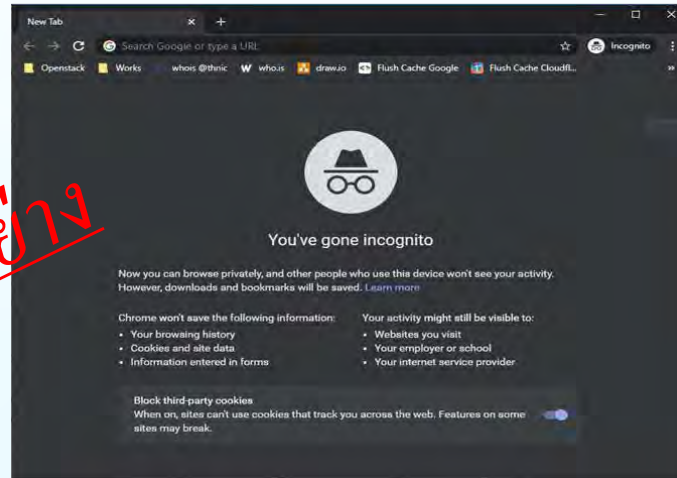 New Tab
Search Google or type a URL
Incognito
Openstack Works whois @thnic who.is draw.io Flush Cache Google Flush Cache Cloudfl...
You've gone incognito
Now you can browse privately, and other people who use this device won't see your activity.
However, downloads and bookmarks will be saved. Learn more
Chrome won't save the following information:
• Your browsing history
• Cookies and site data
• Information entered in forms
Your activity might still be visible to:
• Websites you visit
• Your employer or school
• Your internet service provider
Block third-party cookies
When on, sites can't use cookies that track you across the web. Features on some
sites may break.